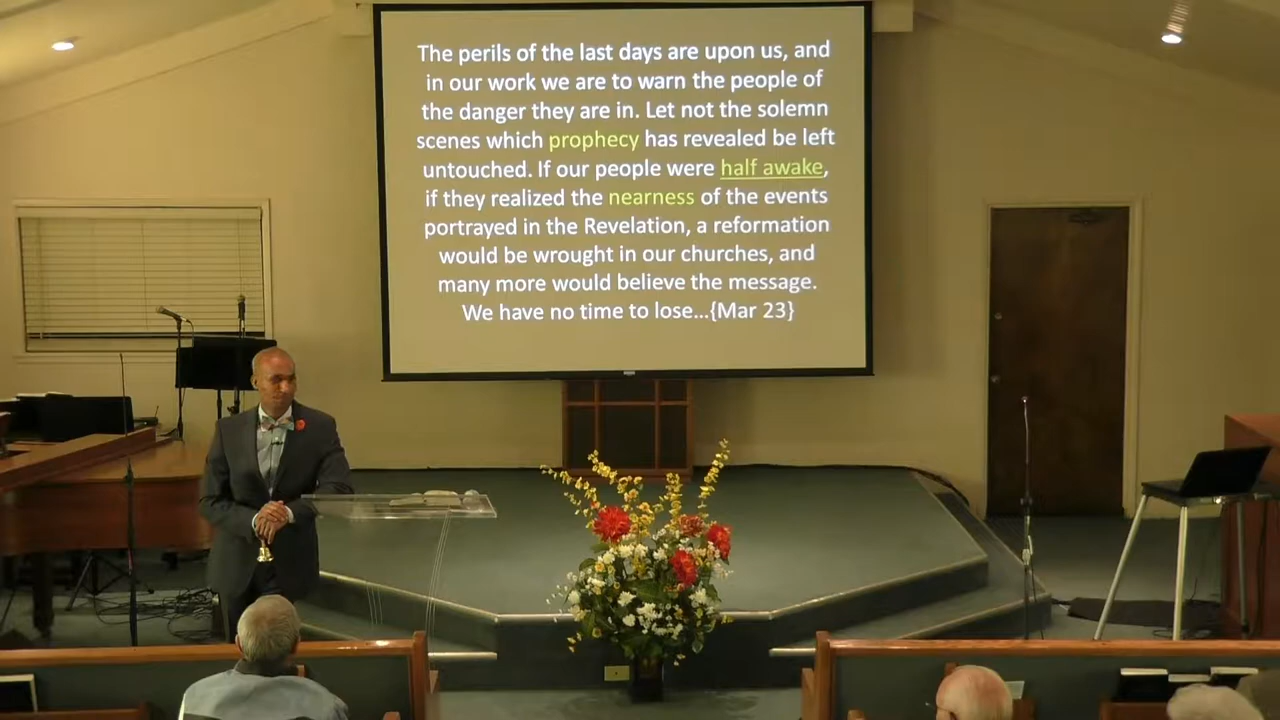 The perils of the last days are upon us, and
in our work we are to warn the people of
the danger they are in. Let not the solemn
scenes which prophecy has revealed be left
untouched. If our people were half awake,
if they realized the nearness of the events
portrayed in the Revelation, a reformation
would be wrought in our churches, and
many more would believe the message.
We have no time to lose…{Mar 23}